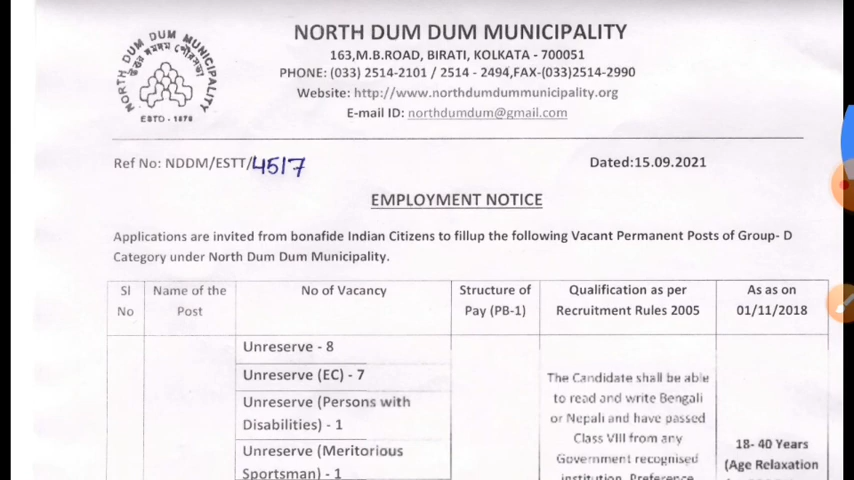 NORTH DUM DUM MUNICIPALITY
163,M.B.ROAD, BIRATI, KOLKATA - 700051
PHONE: (033) 2514-2101 / 2514 - 2494,FAX-(033)2514-2990
Website: http://www.northdumdummunicipality.org
E-mail ID: northdumdum@gmail.com
NORTH DUM DUM MUNICIPALITY
ESTD - 1870
Ref No: NDDM/ESTT/4517 Dated:15.09.2021
EMPLOYMENT NOTICE
Applications are invited from bonafide Indian Citizens to fillup the following Vacant Permanent Posts of Group- D
Category under North Dum Dum Municipality.
Sl No
Name of the Post
No of Vacancy
Structure of Pay (PB-1)
Qualification as per Recruitment Rules 2005
As as on 01/11/2018
Unreserve - 8
Unreserve (EC) - 7
Unreserve (Persons with
Disabilities) - 1
Unreserve (Meritorious
Sportsman) - 1
The Candidate shall be able
to read and write Bengali
or Nepali and have passed
Class VIII from any
Government recognised
institution. Preference
18- 40 Years
(Age Relaxation